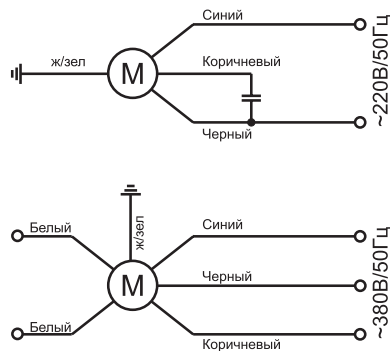 Синий
ж/зел
М
Коричневый
Черный
~220В/50Гц
Белый
ж/зел
Синий
М
Черный
Белый
Коричневый
~380В/50Гц